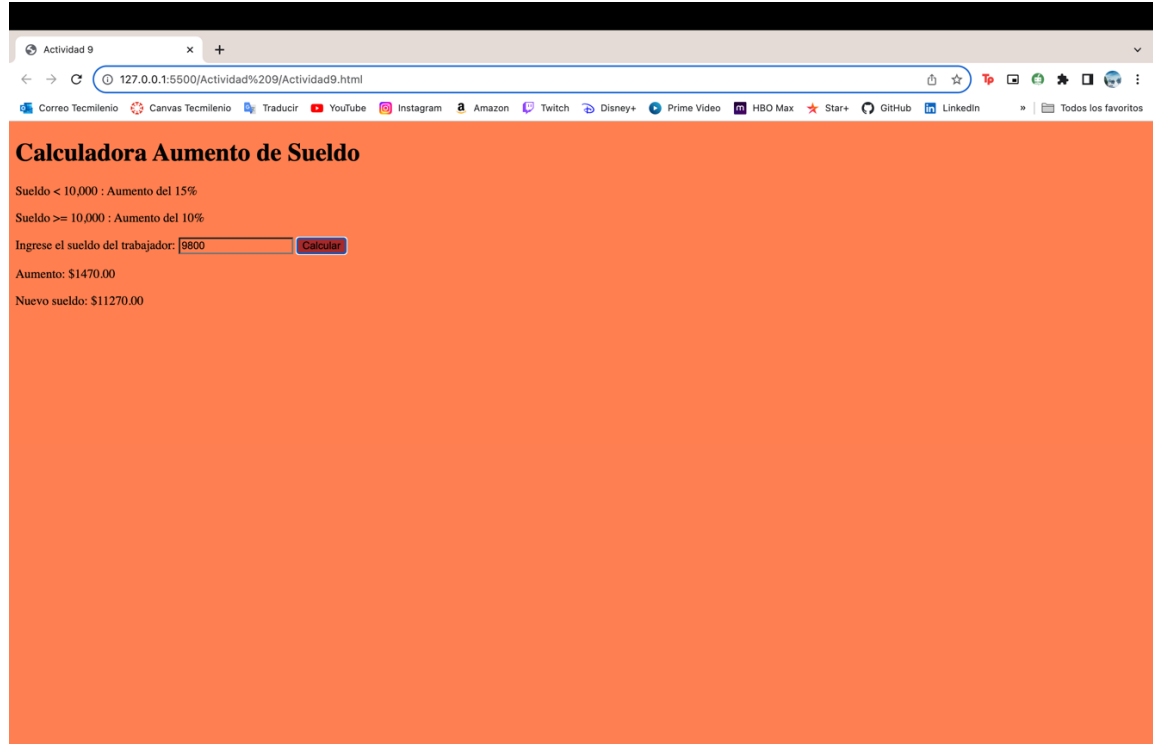 Actividad 9
127.0.0.1:5500/Actividad%209/Actividad9.html
Tp
Correo Tecmilenio Canvas Tecmilenio Traducir YouTube Instagram a Amazon Twitch Disney+ Prime Video m HBO Max Star+ GitHub in LinkedIn » Todos los favoritos
Calculadora Aumento de Sueldo
Sueldo < 10,000 : Aumento del 15%
Sueldo >= 10,000 : Aumento del 10%
Ingrese el sueldo del trabajador: 9800 Calcular
Aumento: $1470.00
Nuevo sueldo: $11270.00